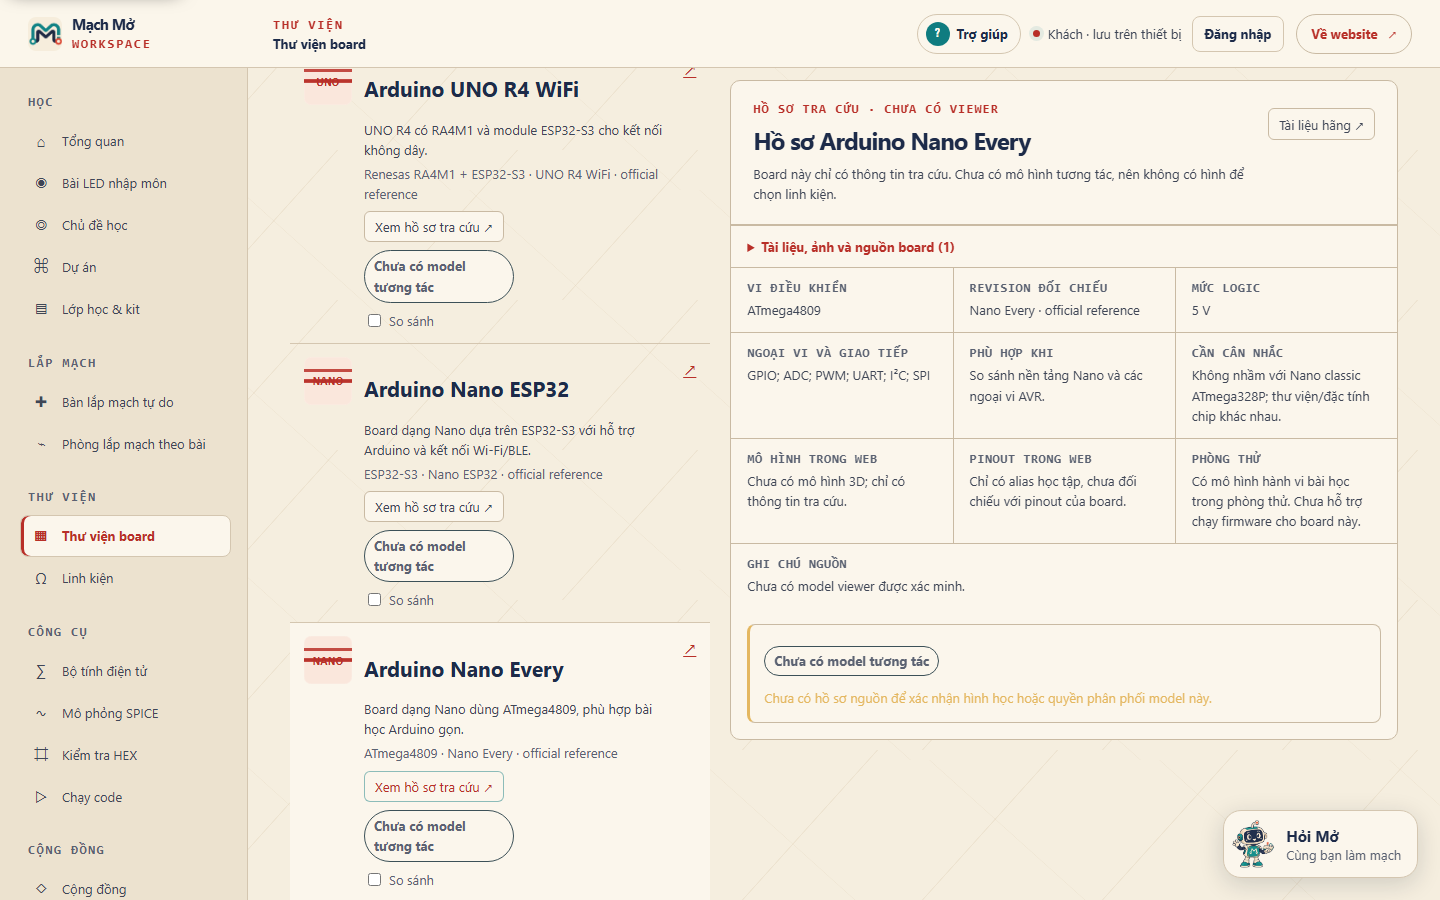 Mạch Mở
WORKSPACE
THƯ VIỆN
Thư viện board
? Trợ giúp
Khách · lưu trên thiết bị
Đăng nhập
Về website ↗
HỌC
Tổng quan
Bài LED nhập môn
Chủ đề học
Dự án
Lớp học & kit
LẮP MẠCH
Bàn lắp mạch tự do
Phòng lắp mạch theo bài
THƯ VIỆN
Thư viện board
Linh kiện
CÔNG CỤ
Bộ tính điện tử
Mô phỏng SPICE
Kiểm tra HEX
Chạy code
CỘNG ĐỒNG
Cộng đồng
UNO
Arduino UNO R4 WiFi
↗
UNO R4 có RA4M1 và module ESP32-S3 cho kết nối
không dây.
Renesas RA4M1 + ESP32-S3 · UNO R4 WiFi · official
reference
Xem hồ sơ tra cứu ↗
Chưa có model
tương tác
So sánh
NANO
Arduino Nano ESP32
↗
Board dạng Nano dựa trên ESP32-S3 với hỗ trợ
Arduino và kết nối Wi-Fi/BLE.
ESP32-S3 · Nano ESP32 · official reference
Xem hồ sơ tra cứu ↗
Chưa có model
tương tác
So sánh
NANO
Arduino Nano Every
↗
Board dạng Nano dùng ATmega4809, phù hợp bài
học Arduino gọn.
ATmega4809 · Nano Every · official reference
Xem hồ sơ tra cứu ↗
Chưa có model
tương tác
So sánh
HỒ SƠ TRA CỨU · CHƯA CÓ VIEWER
Hồ sơ Arduino Nano Every
Board này chỉ có thông tin tra cứu. Chưa có mô hình tương tác, nên không có hình để
chọn linh kiện.
Tài liệu hãng ↗
▶ Tài liệu, ảnh và nguồn board (1)
VI ĐIỀU KHIỂN
ATmega4809
REVISION ĐỐI CHIẾU
Nano Every · official reference
MỨC LOGIC
5 V
NGOẠI VI VÀ GIAO TIẾP
GPIO; ADC; PWM; UART; I²C; SPI
PHÙ HỢP KHI
So sánh nền tảng Nano và các
ngoại vi AVR.
CẦN CÂN NHẮC
Không nhầm với Nano classic
ATmega328P; thư viện/đặc tính
chip khác nhau.
MÔ HÌNH TRONG WEB
Chưa có mô hình 3D; chỉ có
thông tin tra cứu.
PINOUT TRONG WEB
Chỉ có alias học tập, chưa đối
chiếu với pinout của board.
PHÒNG THỬ
Có mô hình hành vi bài học
trong phòng thử. Chưa hỗ trợ
chạy firmware cho board này.
GHI CHÚ NGUỒN
Chưa có model viewer được xác minh.
Chưa có model tương tác
Chưa có hồ sơ nguồn để xác nhận hình học hoặc quyền phân phối model này.
Hỏi Mở
Cùng bạn làm mạch